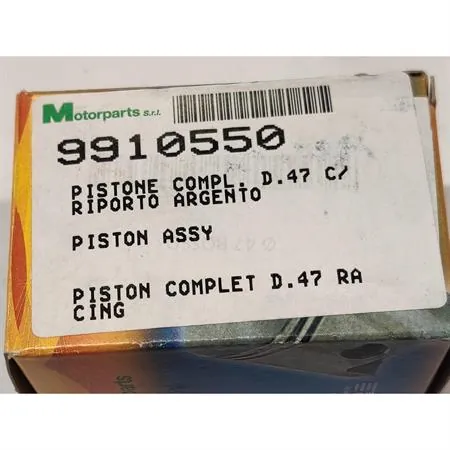 Motorparts s.r.l.
9910550
PISTONE COMPL. D.47 C/
RIPORTO ARGENTO
PISTON ASSY
PISTON COMPLET D.47 RA
CING